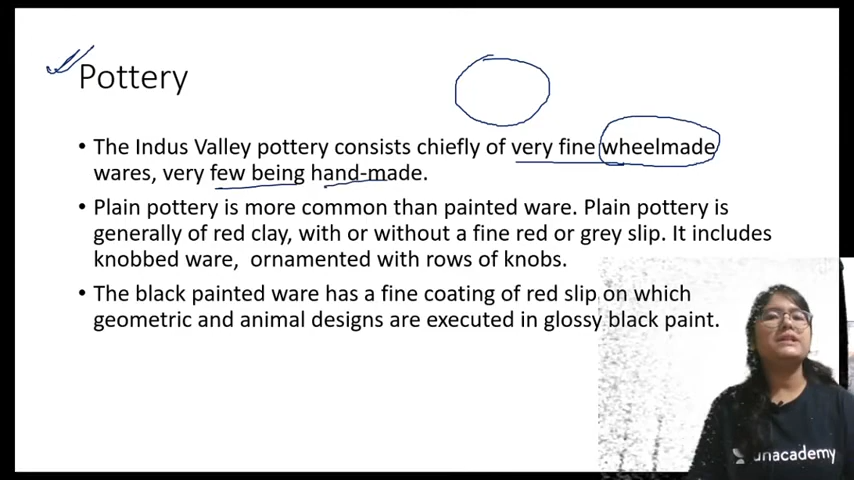 Pottery
• The Indus Valley pottery consists chiefly of very fine wheelmade
wares, very few being hand-made.
• Plain pottery is more common than painted ware. Plain pottery is
generally of red clay, with or without a fine red or grey slip. It includes
knobbed ware, ornamented with rows of knobs.
• The black painted ware has a fine coating of red slip on which
geometric and animal designs are executed in glossy black paint.
unacademy